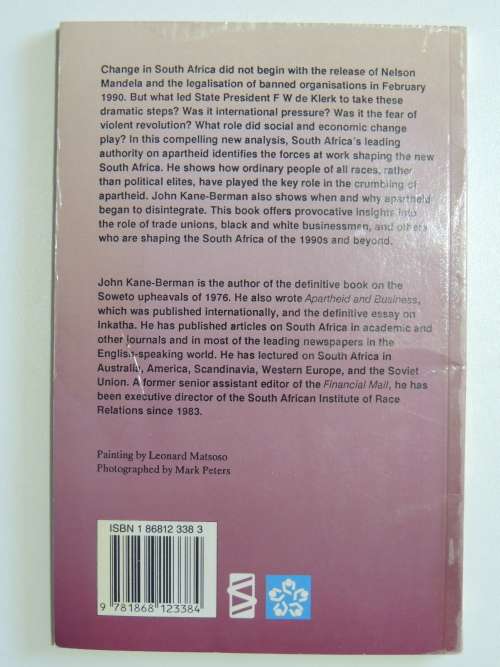 Change in South Africa did not begin with the release of Nelson
Mandela and the legalisation of banned organisations in February
1990. But what led State President F W de Klerk to take these
dramatic steps? Was it international pressure? Was it the fear of
violent revolution? What role did social and economic change
play? In this compelling new analysis, South Africa's leading
authority on apartheid identifies the forces at work shaping the new
South Africa. He shows how ordinary people of all races, rather
than political elites, have played the key role in the crumbling of
apartheid. John Kane-Berman also shows when and why apartheid
began to disintegrate. This book offers provocative insights into
the role of trade unions, black and white businessmen, and others
who are shaping the South Africa of the 1990s and beyond.
John Kane-Berman is the author of the definitive book on the
Soweto upheavals of 1976. He also wrote Apartheid and Business,
which was published internationally, and the definitive essay on
Inkatha. He has published articles on South Africa in academic and
other journals and in most of the leading newspapers in the
English-speaking world. He has lectured on South Africa in
Australia, America, Scandinavia, Western Europe, and the Soviet
Union. A former senior assistant editor of the Financial Mail, he has
been executive director of the South African Institute of Race
Relations since 1983.
Painting by Leonard Matsoso
Photographed by Mark Peters
ISBN 1 86812 338 3
9 781868 123384